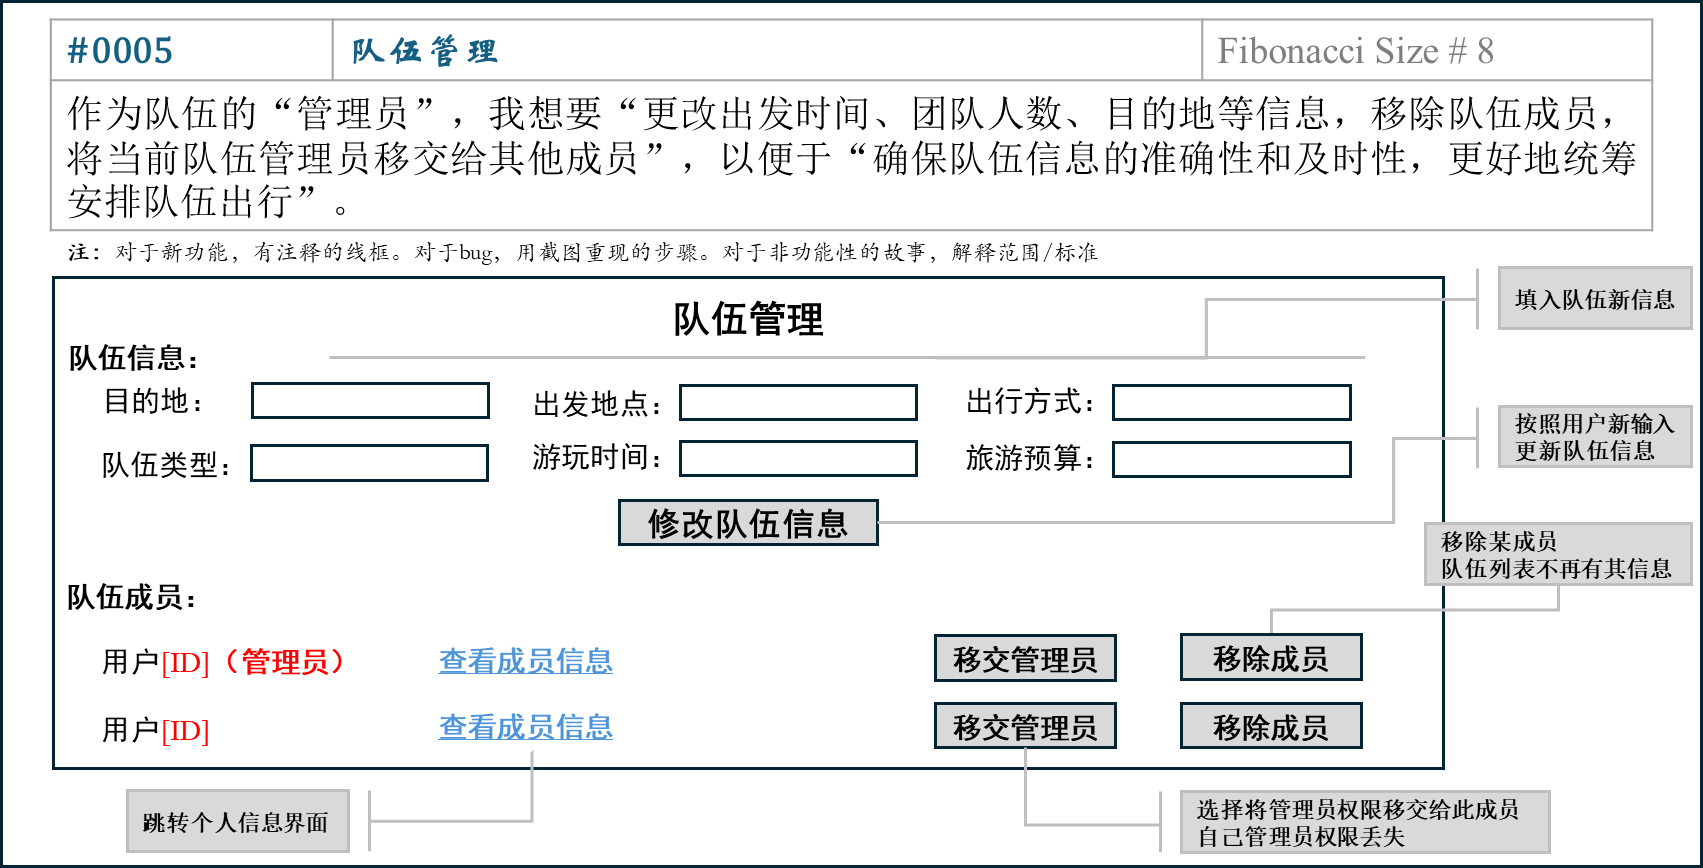 #0005
队伍管理
Fibonacci Size # 8
作为队伍的“管理员”，我想要“更改出发时间、团队人数、目的地等信息，移除队伍成员，
将当前队伍管理员移交给其他成员”，以便于“确保队伍信息的准确性和及时性，更好地统筹
安排队伍出行”。
注：对于新功能，有注释的线框。对于bug，用截图重现的步骤。对于非功能性的故事，解释范围/标准
队伍管理
填入队伍新信息
队伍信息：
目的地：
出发地点：
出行方式：
队伍类型：
游玩时间：
旅游预算：
按照用户新输入
更新队伍信息
修改队伍信息
移除某成员
队伍列表不再有其信息
队伍成员：
用户[ID]（管理员）
查看成员信息
移交管理员
移除成员
用户[ID]
查看成员信息
移交管理员
移除成员
跳转个人信息界面
选择将管理员权限移交给此成员
自己管理员权限丢失